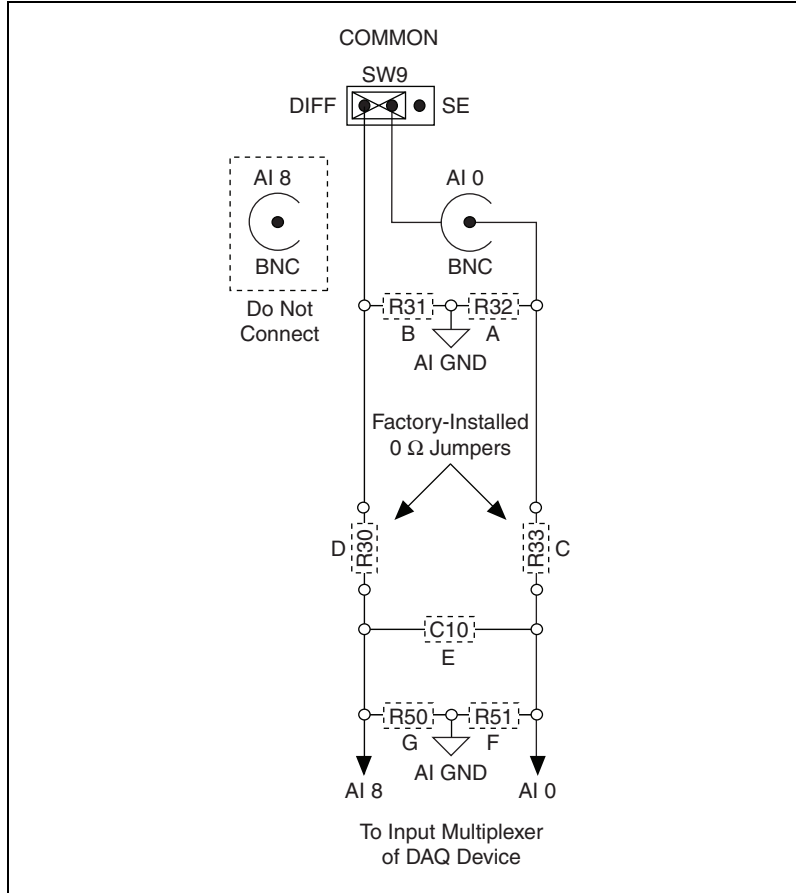 COMMON
SW9
DIFF
SE
AI 8
BNC
Do Not
Connect
AI 0
BNC
R31
R32
B
A
AI GND
Factory-Installed
0 Ω Jumpers
D
R30
R33
C
C10
E
R50
R51
G
F
AI GND
AI 8
AI 0
To Input Multiplexer
of DAQ Device